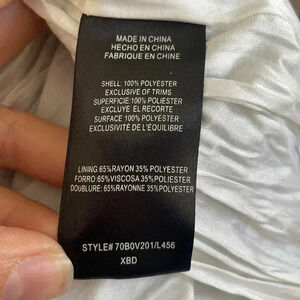 MADE IN CHINA
HECHO EN CHINA
FABRIQUE EN CHINE
SHELL: 100% POLYESTER
EXCLUSIVE OF TRIMS
SUPERFICIE:100% POLIESTER
EXCLUYE EL RECORTE
SURFACE 100% POLYESTER
EXCLUSIVITÉ DE L'ÉQUILIBRE
LINING 65%RAYON 35% POLYESTER
FORRO:65%VISCOSA 35%POLIESTER
DOUBLURE: 65%RAYONNE 35%POLYESTER
STYLE# 70B0V201/L456
XBD